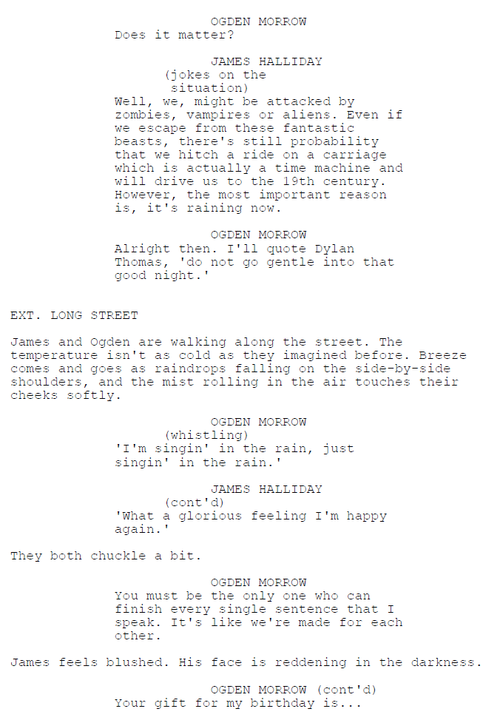 OGDEN MORROW
Does it matter?
JAMES HALLIDAY
(jokes on the
situation)
Well, we, might be attacked by
zombies, vampires or aliens. Even if
we escape from these fantastic
beasts, there's still probability
that we hitch a ride on a carriage
which is actually a time machine and
will drive us to the 19th century.
However, the most important reason
is, it's raining now.
OGDEN MORROW
Alright then. I'll quote Dylan
Thomas, 'do not go gentle into that
good night.'
EXT. LONG STREET
James and Ogden are walking along the street. The
temperature isn't as cold as they imagined before. Breeze
comes and goes as raindrops falling on the side-by-side
shoulders, and the mist rolling in the air touches their
cheeks softly.
OGDEN MORROW
(whistling)
'I'm singin' in the rain, just
singin' in the rain.'
JAMES HALLIDAY
(cont'd)
'What a glorious feeling I'm happy
again.'
They both chuckle a bit.
OGDEN MORROW
You must be the only one who can
finish every single sentence that I
speak. It's like we're made for each
other.
James feels blushed. His face is reddening in the darkness.
OGDEN MORROW (cont'd)
Your gift for my birthday is...